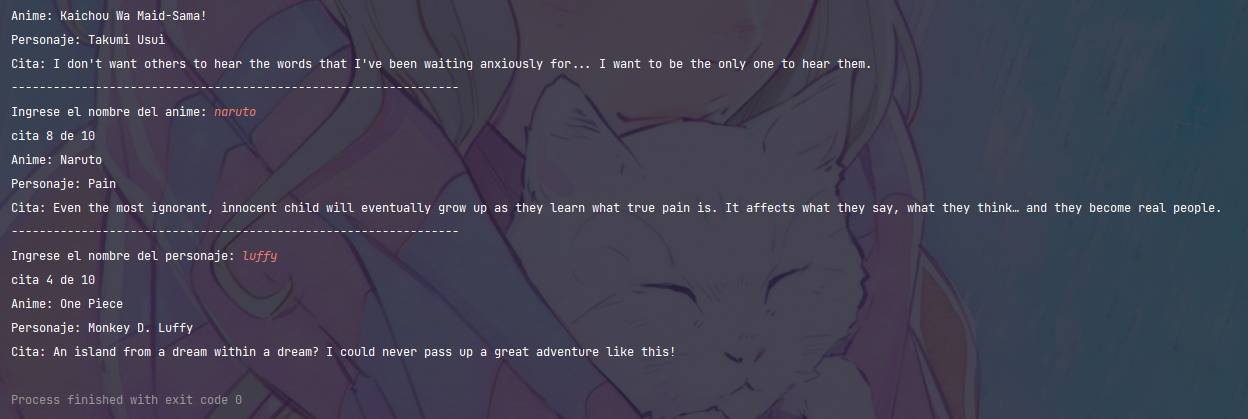 Anime: Kaichou Wa Maid-Sama!
Personaje: Takumi Usui
Cita: I don't want others to hear the words that I've been waiting anxiously for... I want to be the only one to hear them.
----------------------------------------------------------------
Ingrese el nombre del anime: naruto
cita 8 de 10
Anime: Naruto
Personaje: Pain
Cita: Even the most ignorant, innocent child will eventually grow up as they learn what true pain is. It affects what they say, what they think… and they become real people.
----------------------------------------------------------------
Ingrese el nombre del personaje: luffy
cita 4 de 10
Anime: One Piece
Personaje: Monkey D. Luffy
Cita: An island from a dream within a dream? I could never pass up a great adventure like this!
Process finished with exit code 0